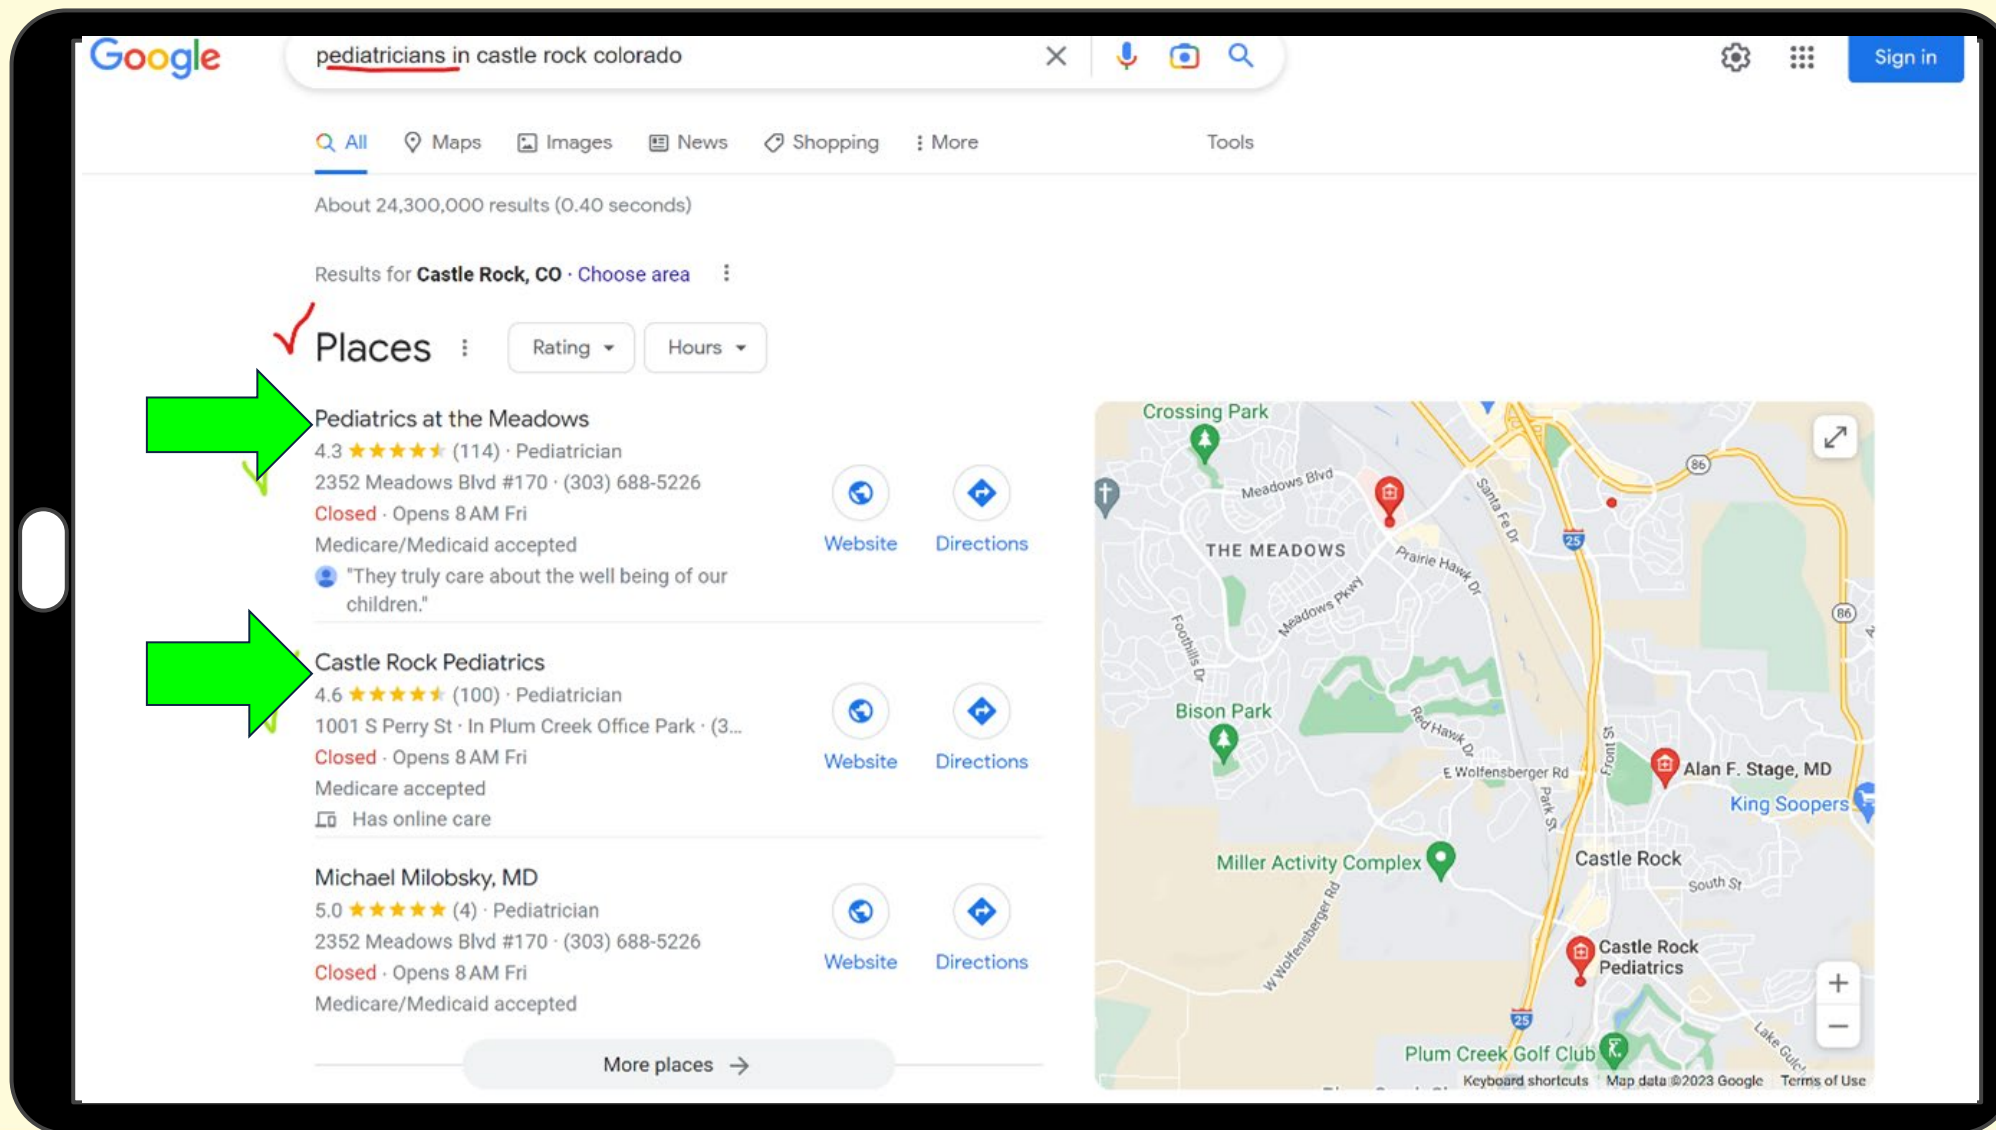 Google
pediatricians in castle rock colorado
Sign in
All Maps Images News Shopping More Tools
About 24,300,000 results (0.40 seconds)
Results for Castle Rock, CO · Choose area
Places Rating Hours
Pediatrics at the Meadows
4.3 (114) · Pediatrician
2352 Meadows Blvd #170 · (303) 688-5226
Closed · Opens 8 AM Fri
Medicare/Medicaid accepted
"They truly care about the well being of our
children."
Website Directions
Castle Rock Pediatrics
4.6 (100) · Pediatrician
1001 S Perry St · In Plum Creek Office Park · (3...
Closed · Opens 8 AM Fri
Medicare accepted
Has online care
Website Directions
Michael Milobsky, MD
5.0 (4) · Pediatrician
2352 Meadows Blvd #170 · (303) 688-5226
Closed · Opens 8 AM Fri
Medicare/Medicaid accepted
Website Directions
More places
Crossing Park
86
Meadows Blvd
Santa Fe Dr
25
THE MEADOWS
Prairie Hawk Dr
Meadows Pkwy
86
Foothills Dr
Bison Park
Red Hawk Dr
Front St
E Wolfensberger Rd
Alan F. Stage, MD
Park St
King Soopers
Miller Activity Complex
Castle Rock
South St
W Wolfensberger Rd
Castle Rock
Pediatrics
25
Lake Gulch
Plum Creek Golf Club
Keyboard shortcuts Map data ©2023 Google Terms of Use